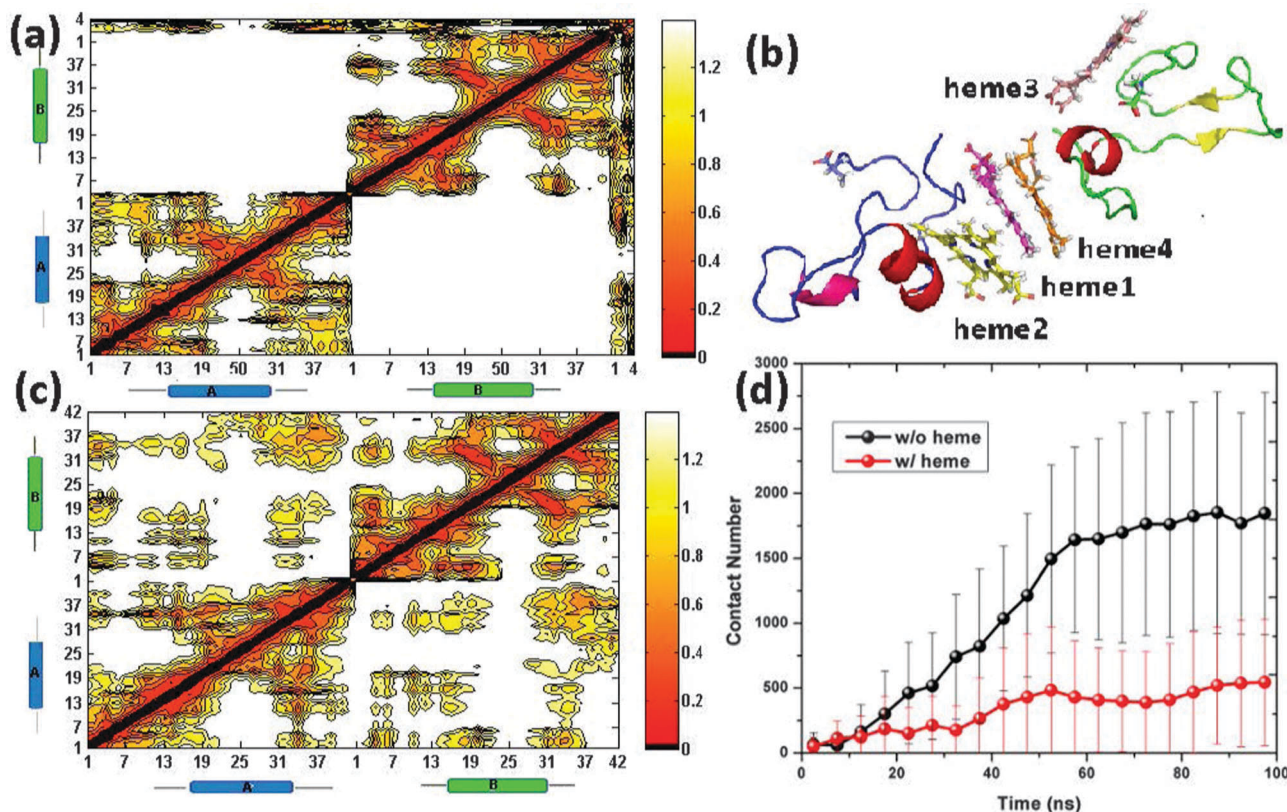 (a)
4
1
37
31
25
19
13
7
1
37
31
25
19
13
7
1
B
A
1 7 13 19 50 37 1 7 13 19 50 37 1 4
A B
1.2
1
0.8
0.6
0.4
0.2
0
(b)
heme3
heme4
heme1
heme2
(c)
42
37
31
25
19
13
7
1
37
31
25
19
13
7
1
B
A
1 7 13 19 25 31 37 1 7 13 19 25 31 37 42
A B
1.2
1
0.8
0.6
0.4
0.2
0
(d)
3000
2500
2000
1500
1000
500
0
Contact Number
w/o heme
w/ heme
0 20 40 60 80 100
Time (ns)